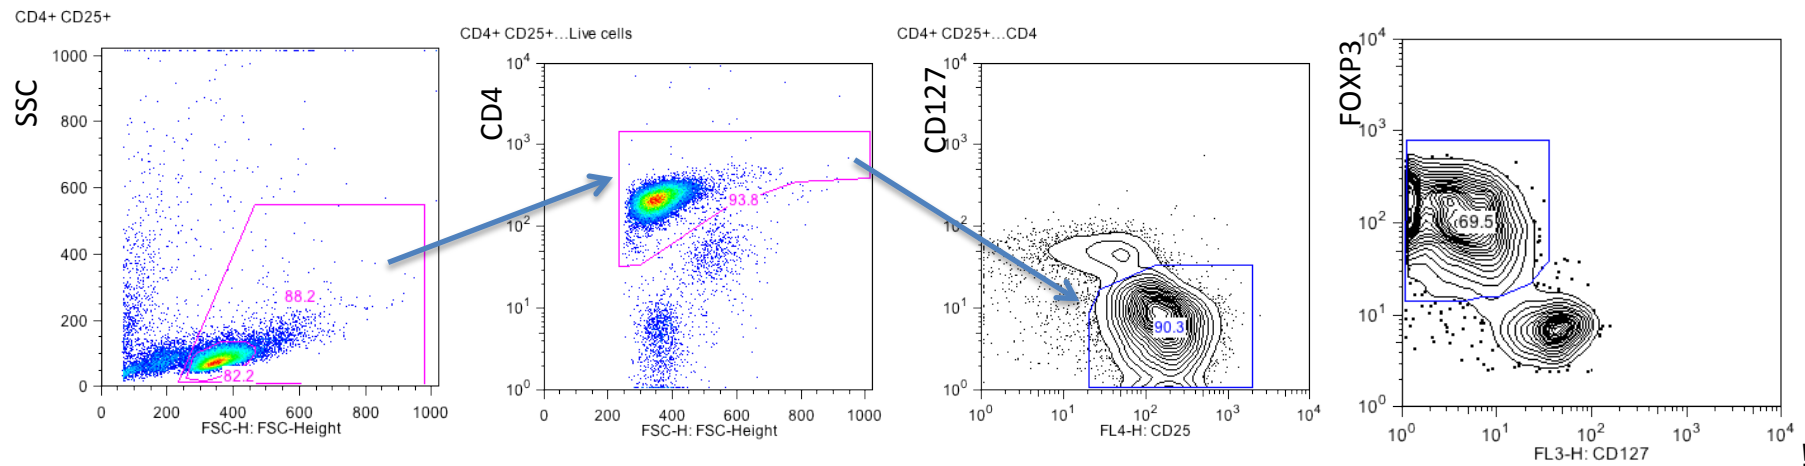 CD4+ CD25+
SSC
1000
800
600
400
200
0
88.2
82.2
0 200 400 600 800 1000
FSC-H: FSC-Height
CD4+ CD25+...Live cells
CD4
10^4
10^3
10^2
10^1
10^0
93.8
0 200 400 600 800 1000
FSC-H: FSC-Height
CD4+ CD25+...CD4
CD127
10^4
10^3
10^2
10^1
10^0
90.3
10^0 10^1 10^2 10^3 10^4
FL4-H: CD25
FOXP3
10^4
10^3
10^2
10^1
10^0
69.5
10^0 10^1 10^2 10^3 10^4
FL3-H: CD127